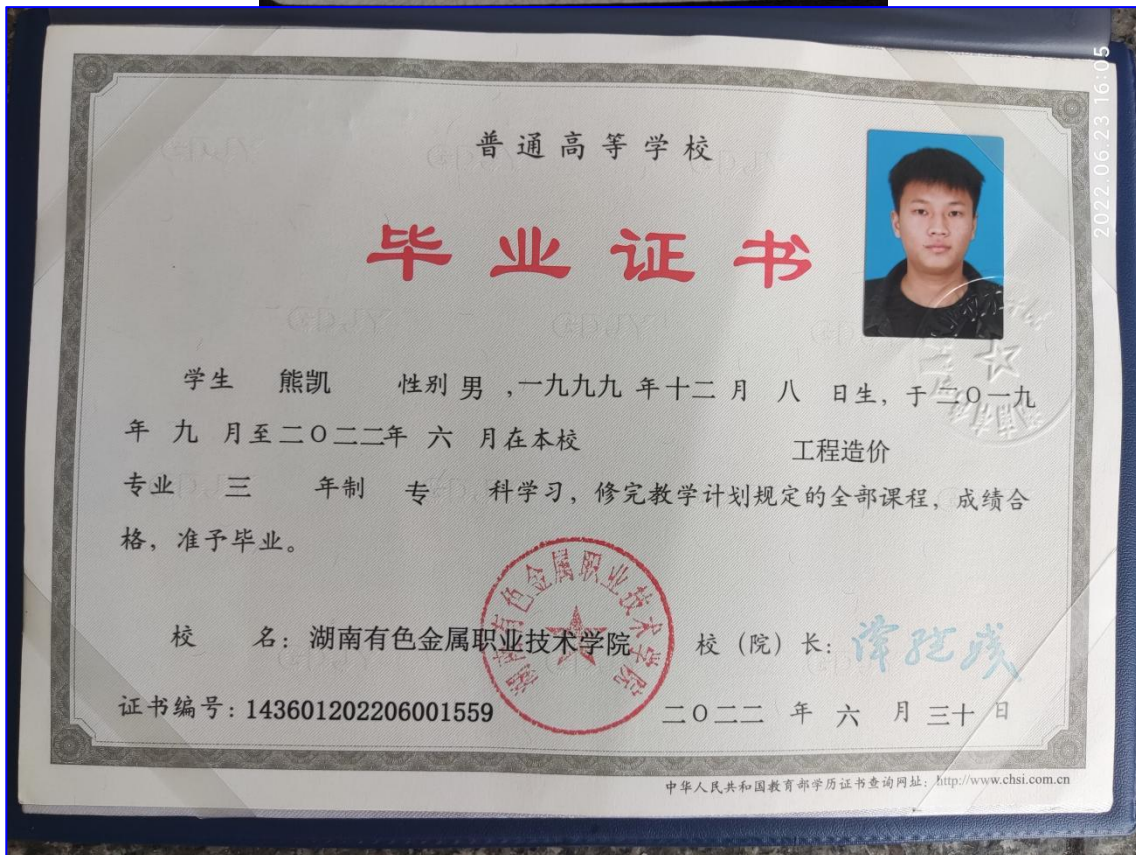 2022.06.23 16:05
普通高等学校
毕业证书
学生 熊凯 性别 男 ,一九九九 年十二 月 八 日生, 于 二〇一九
年 九 月至二〇二二年 六 月在本校 工程造价
专业 三 年制 专 科学习, 修完教学计划规定的全部课程, 成绩合
格, 准予毕业。
湖南有色金属职业技术学院
校 名: 湖南有色金属职业技术学院 校 (院) 长:
证书编号: 143601202206001559 二〇二二 年 六 月 三十 日
中华人民共和国教育部学历证书查询网址: http://www.chsi.com.cn